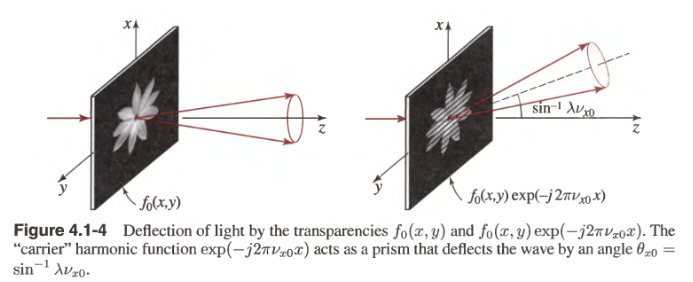 x
x
sin⁻¹ λν_x0
z
z
y
y
f₀(x,y)
f₀(x,y) exp(−j2πν_x0 x)
Figure 4.1-4 Deflection of light by the transparencies f₀(x, y) and f₀(x, y) exp(−j2πν_x0x). The
“carrier” harmonic function exp(−j2πν_x0x) acts as a prism that deflects the wave by an angle θ_x0 =
sin⁻¹ λν_x0.